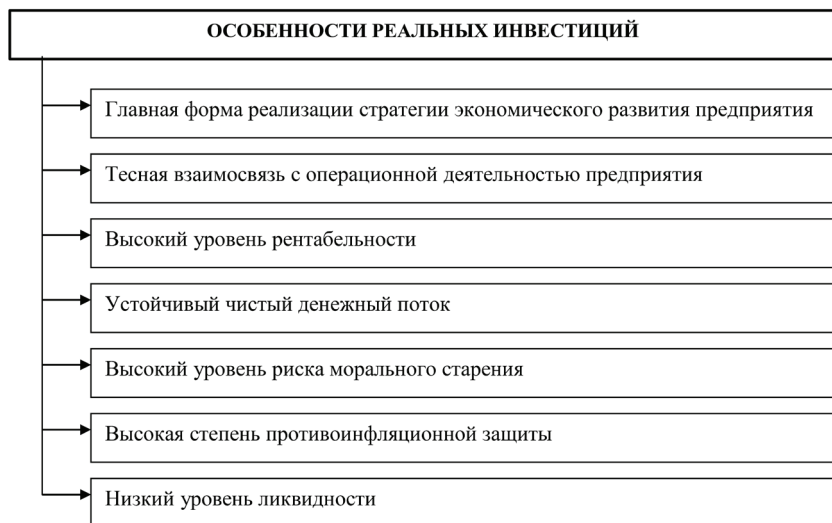 ОСОБЕННОСТИ РЕАЛЬНЫХ ИНВЕСТИЦИЙ
Главная форма реализации стратегии экономического развития предприятия
Тесная взаимосвязь с операционной деятельностью предприятия
Высокий уровень рентабельности
Устойчивый чистый денежный поток
Высокий уровень риска морального старения
Высокая степень противоинфляционной защиты
Низкий уровень ликвидности